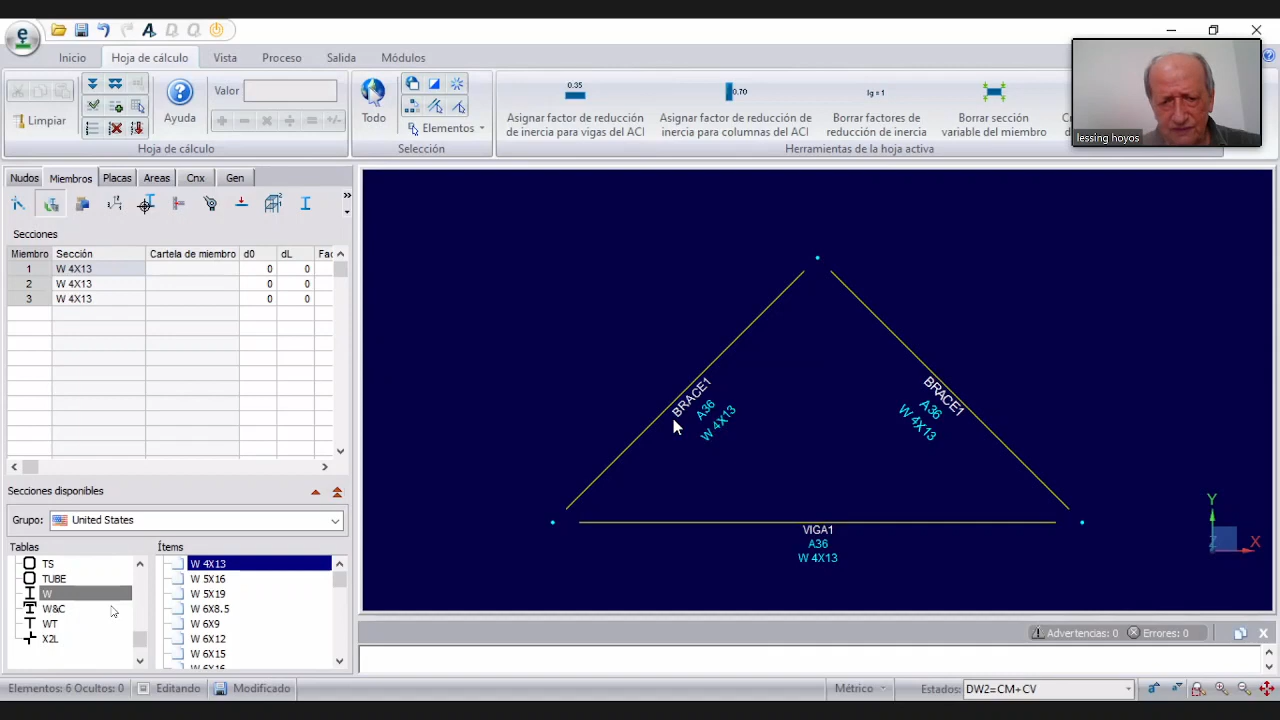 Inicio Hoja de cálculo Vista Proceso Salida Módulos
Limpiar
Ayuda
Valor
Hoja de cálculo
Todo
Elementos
Selección
0.35
Asignar factor de reducción
de inercia para vigas del ACI
0.70
Asignar factor de reducción
de inercia para columnas del ACI
Ig = 1
Borrar factores de
reducción de inercia
Borrar sección
variable del miembro
Herramientas de la hoja activa
lessing hoyos
Nudos Miembros Placas Areas Cnx Gen
Secciones
Miembro Sección Cartela de miembro d0 dL Fac
1 W 4X13 0 0
2 W 4X13 0 0
3 W 4X13 0 0
Secciones disponibles
Grupo: United States
Tablas
TS
TUBE
W
W&C
WT
X2L
Ítems
W 4X13
W 5X16
W 5X19
W 6X8.5
W 6X9
W 6X12
W 6X15
W 6X16
BRACE1
A36
W 4X13
BRACE1
A36
W 4X13
VIGA1
A36
W 4X13
Y
Z
X
Advertencias: 0 Errores: 0
Elementos: 6 Ocultos: 0 Editando Modificado Métrico Estados: DW2=CM+CV